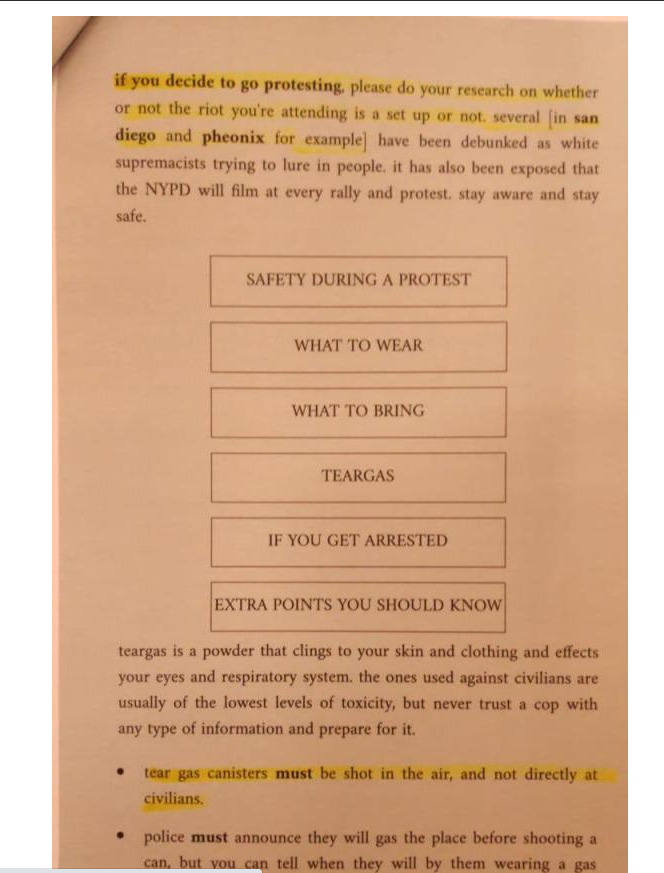 if you decide to go protesting, please do your research on whether
or not the riot you're attending is a set up or not. several [in san
diego and pheonix for example] have been debunked as white
supremacists trying to lure in people. it has also been exposed that
the NYPD will film at every rally and protest. stay aware and stay
safe.
SAFETY DURING A PROTEST
WHAT TO WEAR
WHAT TO BRING
TEARGAS
IF YOU GET ARRESTED
EXTRA POINTS YOU SHOULD KNOW
teargas is a powder that clings to your skin and clothing and effects
your eyes and respiratory system. the ones used against civilians are
usually of the lowest levels of toxicity, but never trust a cop with
any type of information and prepare for it.
• tear gas canisters must be shot in the air, and not directly at
civilians.
• police must announce they will gas the place before shooting a
can, but you can tell when they will by them wearing a gas